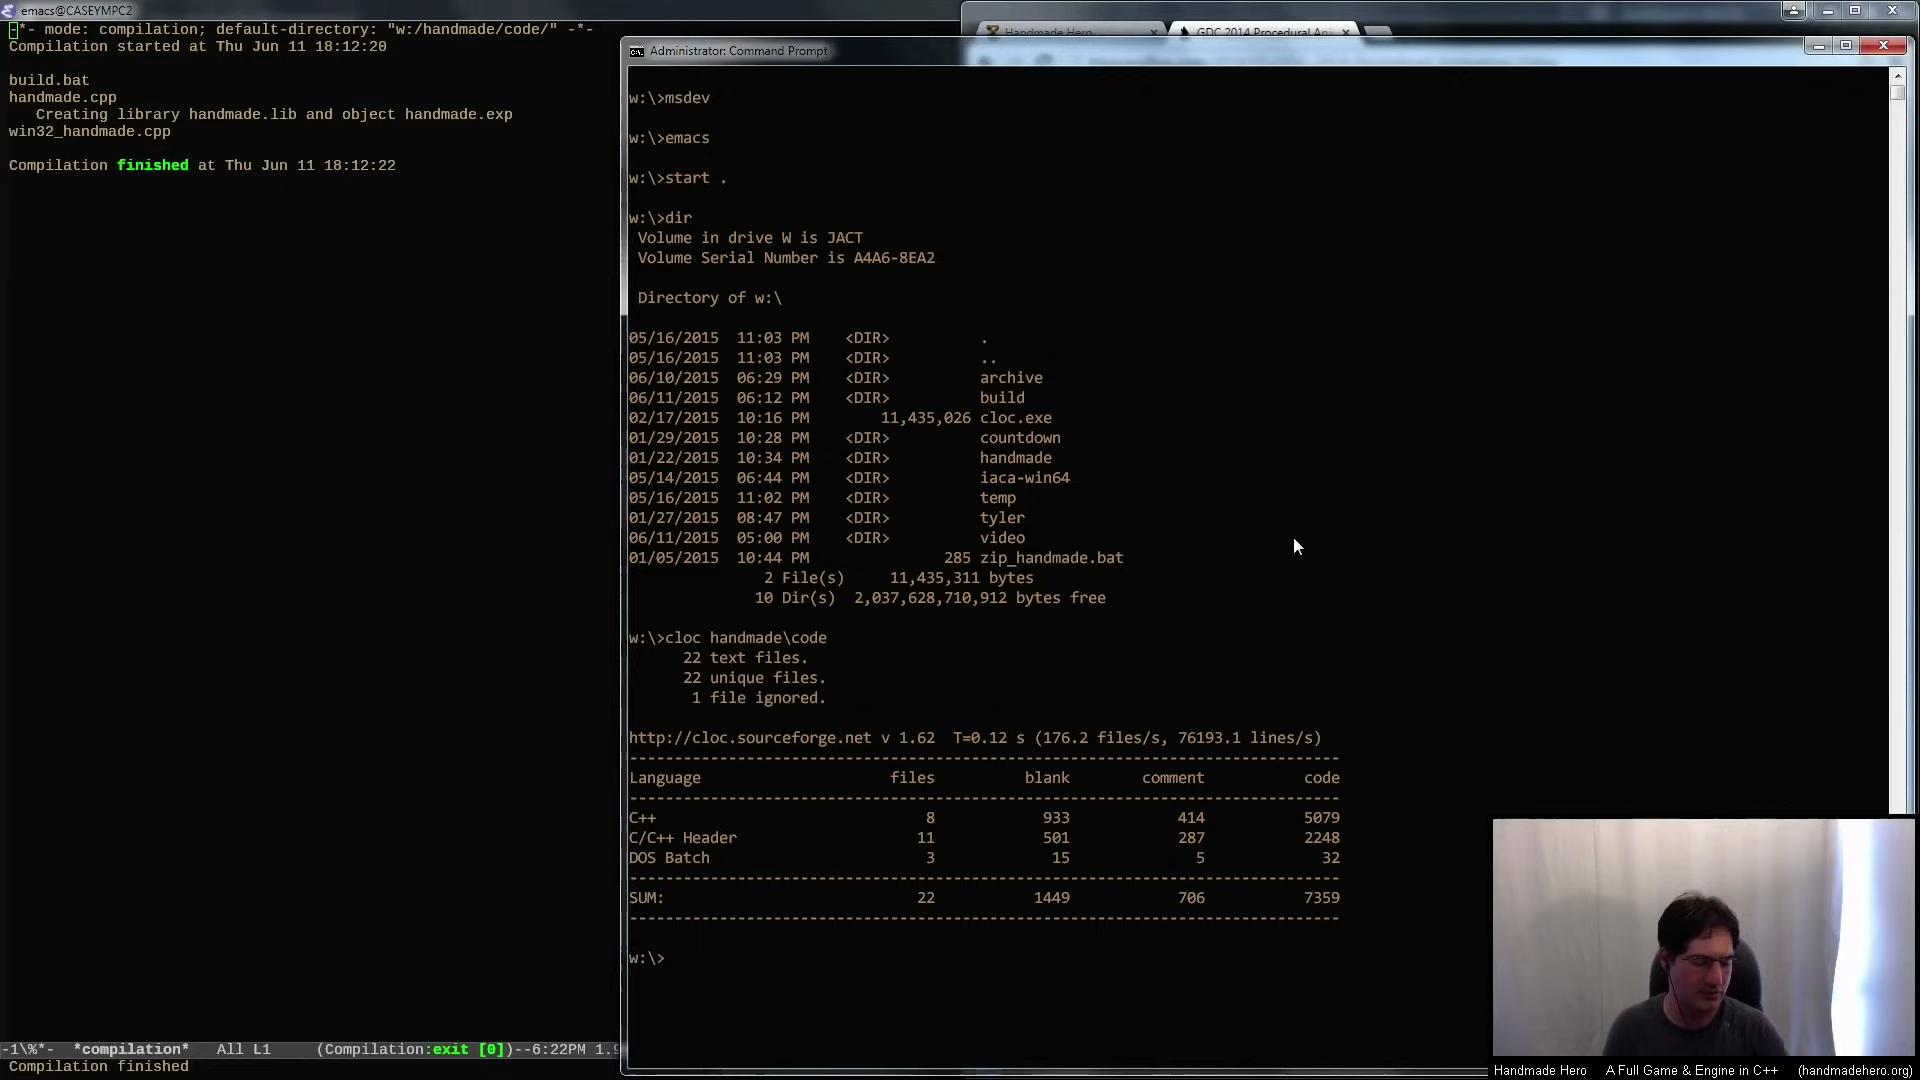 emacs@CASEYMPC2
-*- mode: compilation; default-directory: "w:/handmade/code/" -*-
Compilation started at Thu Jun 11 18:12:20
build.bat
handmade.cpp
   Creating library handmade.lib and object handmade.exp
win32_handmade.cpp
Compilation finished at Thu Jun 11 18:12:22
-1\%*-  *compilation*   All L1     (Compilation:exit [0])--6:22PM 1.9
Compilation finished
Handmade Hero
GDC 2014 Procedural Ani
Administrator: Command Prompt
w:\>msdev
w:\>emacs
w:\>start .
w:\>dir
 Volume in drive W is JACT
 Volume Serial Number is A4A6-8EA2
 Directory of w:\
05/16/2015  11:03 PM    <DIR>          .
05/16/2015  11:03 PM    <DIR>          ..
06/10/2015  06:29 PM    <DIR>          archive
06/11/2015  06:12 PM    <DIR>          build
02/17/2015  10:16 PM        11,435,026 cloc.exe
01/29/2015  10:28 PM    <DIR>          countdown
01/22/2015  10:34 PM    <DIR>          handmade
05/14/2015  06:44 PM    <DIR>          iaca-win64
05/16/2015  11:02 PM    <DIR>          temp
01/27/2015  08:47 PM    <DIR>          tyler
06/11/2015  05:00 PM    <DIR>          video
01/05/2015  10:44 PM               285 zip_handmade.bat
               2 File(s)     11,435,311 bytes
              10 Dir(s)  2,037,628,710,912 bytes free
w:\>cloc handmade\code
      22 text files.
      22 unique files.
       1 file ignored.
http://cloc.sourceforge.net v 1.62  T=0.12 s (176.2 files/s, 76193.1 lines/s)
-------------------------------------------------------------------------------
Language                     files          blank        comment           code
-------------------------------------------------------------------------------
C++                              8            933            414           5079
C/C++ Header                    11            501            287           2248
DOS Batch                        3             15              5             32
-------------------------------------------------------------------------------
SUM:                            22           1449            706           7359
-------------------------------------------------------------------------------
w:\>
Handmade Hero    A Full Game & Engine in C++    (handmadehero.org)